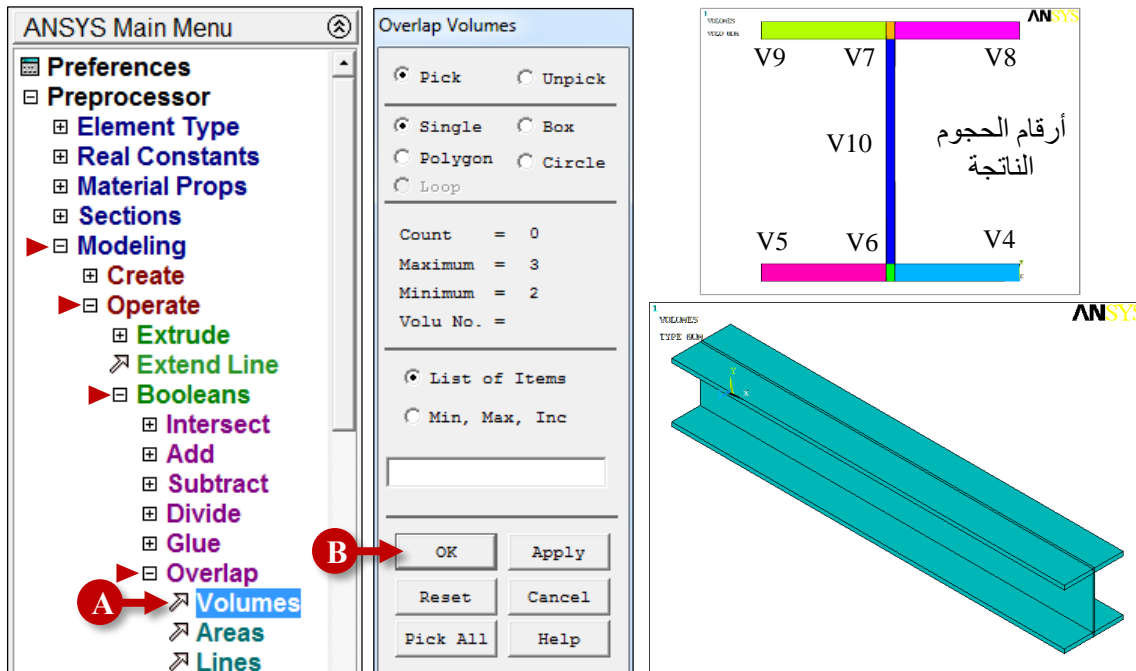 ANSYS Main Menu
Preferences
Preprocessor
Element Type
Real Constants
Material Props
Sections
Modeling
Create
Operate
Extrude
Extend Line
Booleans
Intersect
Add
Subtract
Divide
Glue
Overlap
A
Volumes
Areas
Lines
Overlap Volumes
Pick Unpick
Single Box
Polygon Circle
Loop
Count = 0
Maximum = 3
Minimum = 2
Volu No. =
List of Items
Min, Max, Inc
B
OK Apply
Reset Cancel
Pick All Help
1
VOLUMES
VOLU NUM
ANSYS
V9 V7 V8
V10
أرقام الحجوم
الناتجة
V5 V6 V4
1
VOLUMES
TYPE NUM
ANSYS
Y
X